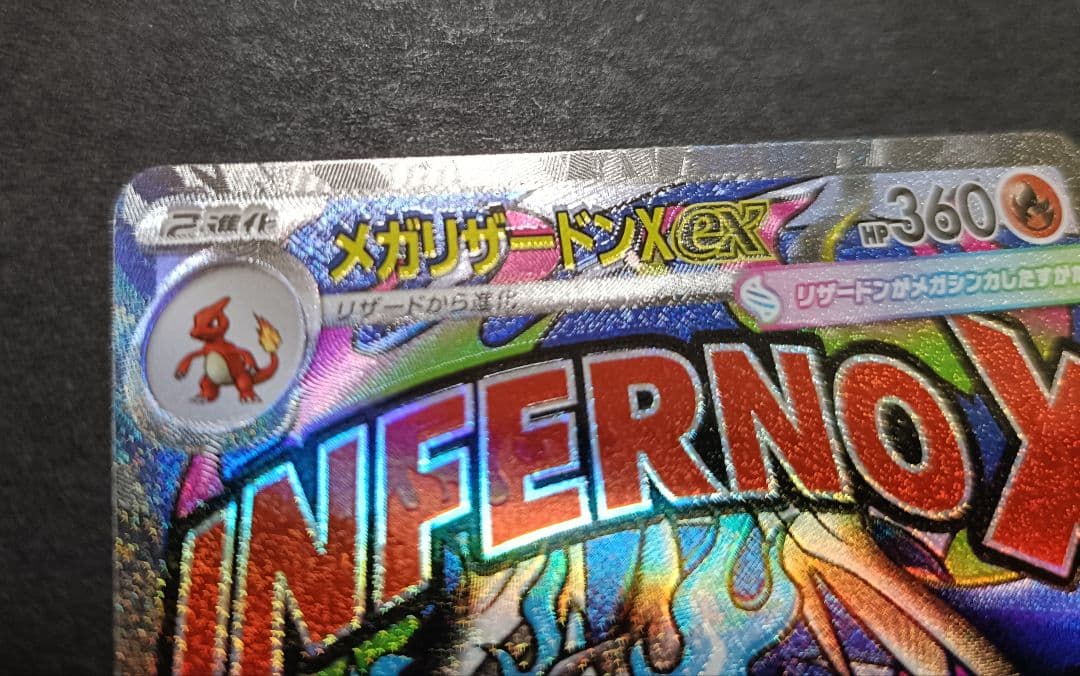 2進化
メガリザードンXex
HP360
リザードから進化
リザードンがメガシンカしたすがた
INFERNO X